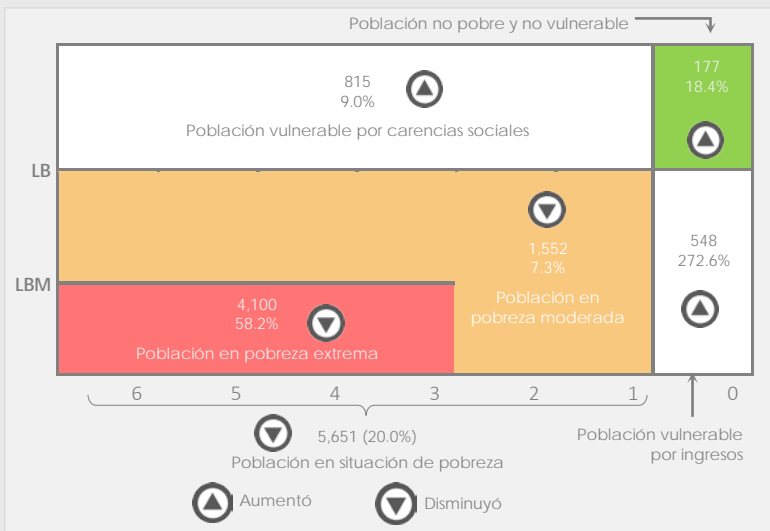 Población no pobre y no vulnerable
815
9.0%
Población vulnerable por carencias sociales
177
18.4%
LB
1,552
7.3%
Población en
pobreza moderada
548
272.6%
LBM
4,100
58.2%
Población en pobreza extrema
6 5 4 3 2 1 0
5,651 (20.0%)
Población en situación de pobreza
Población vulnerable
por ingresos
Aumentó
Disminuyó